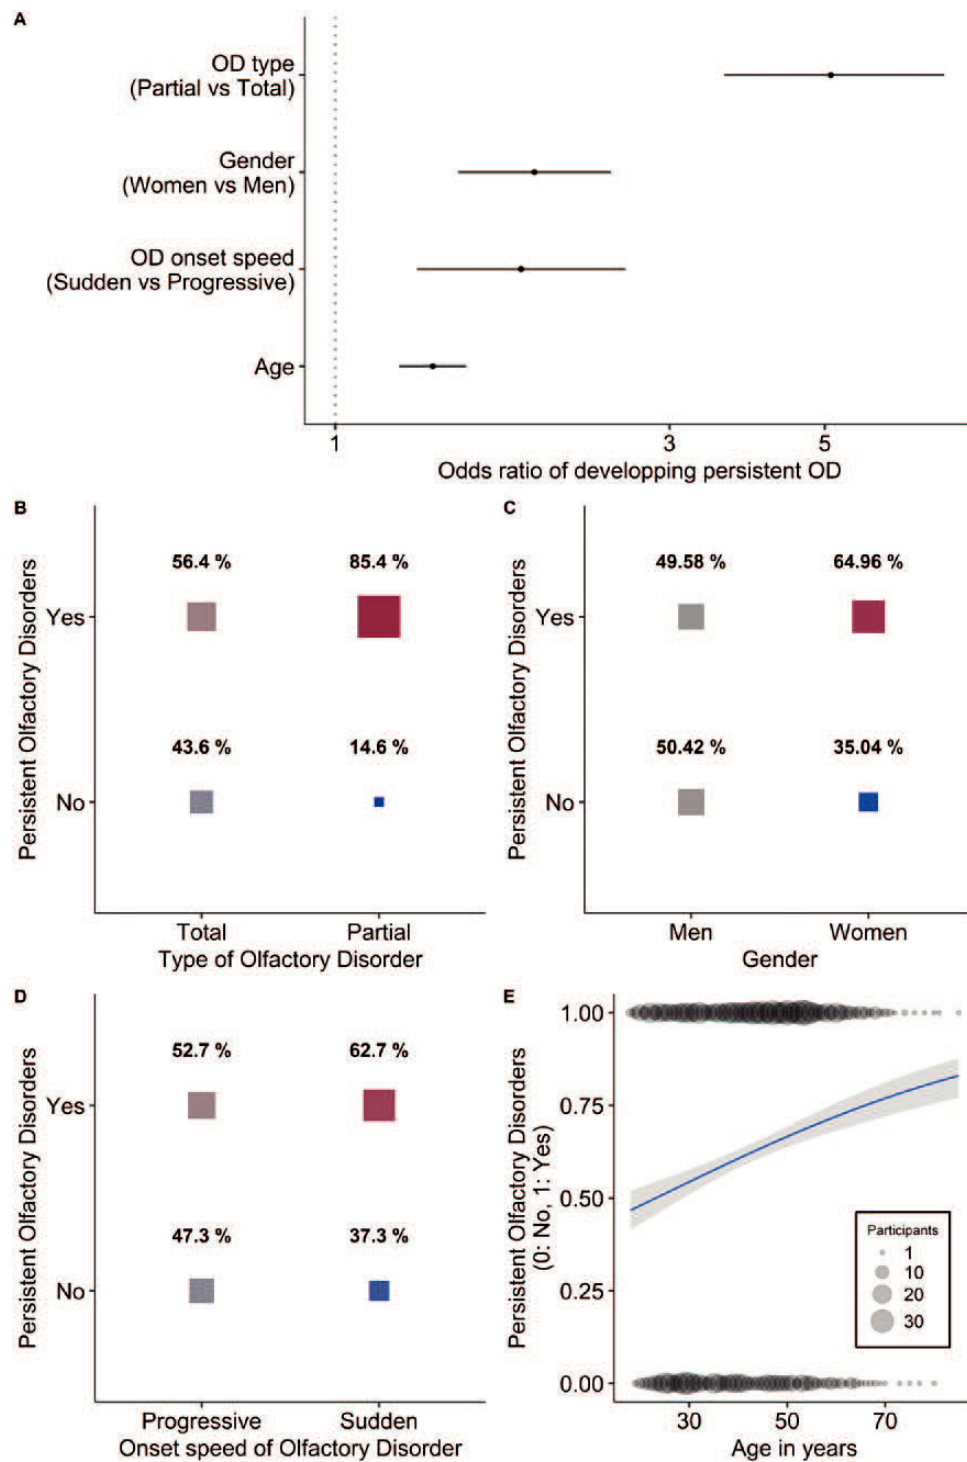 A
OD type
(Partial vs Total)
Gender
(Women vs Men)
OD onset speed
(Sudden vs Progressive)
Age
1 3 5
Odds ratio of developping persistent OD
B
Persistent Olfactory Disorders
56.4 % 85.4 %
Yes
43.6 % 14.6 %
No
Total Partial
Type of Olfactory Disorder
C
Persistent Olfactory Disorders
49.58 % 64.96 %
Yes
50.42 % 35.04 %
No
Men Women
Gender
D
Persistent Olfactory Disorders
52.7 % 62.7 %
Yes
47.3 % 37.3 %
No
Progressive Sudden
Onset speed of Olfactory Disorder
E
Persistent Olfactory Disorders
(0: No, 1: Yes)
1.00
0.75
0.50
0.25
0.00
Participants
1
10
20
30
30 50 70
Age in years